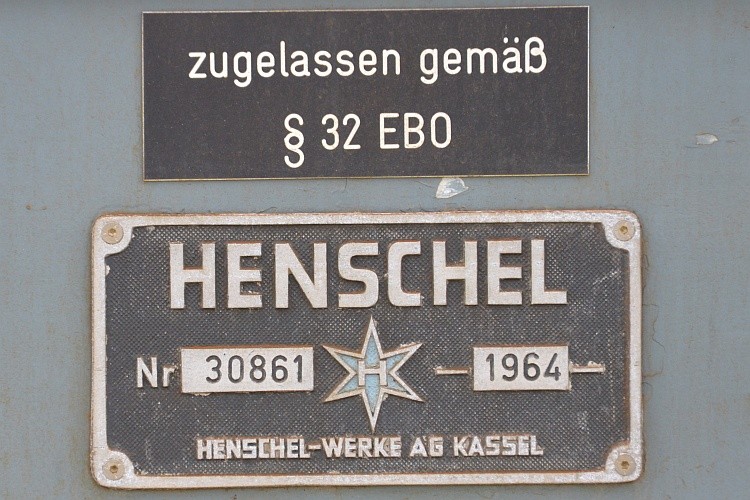 zugelassen gemäß
§ 32 EBO
HENSCHEL
Nr 30861 H 1964
HENSCHEL-WERKE AG KASSEL